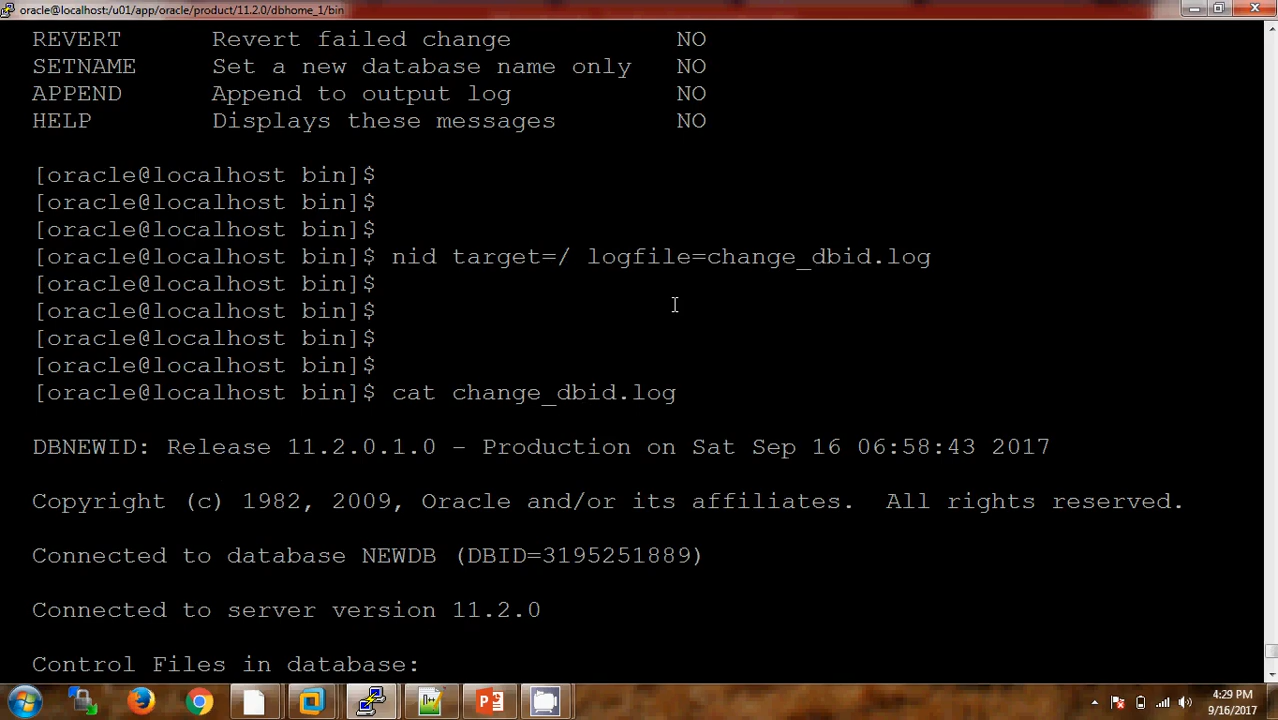 oracle@localhost:/u01/app/oracle/product/11.2.0/dbhome_1/bin
REVERT Revert failed change NO
SETNAME Set a new database name only NO
APPEND Append to output log NO
HELP Displays these messages NO
[oracle@localhost bin]$
[oracle@localhost bin]$
[oracle@localhost bin]$
[oracle@localhost bin]$ nid target=/ logfile=change_dbid.log
[oracle@localhost bin]$
[oracle@localhost bin]$
[oracle@localhost bin]$
[oracle@localhost bin]$
[oracle@localhost bin]$ cat change_dbid.log
DBNEWID: Release 11.2.0.1.0 - Production on Sat Sep 16 06:58:43 2017
Copyright (c) 1982, 2009, Oracle and/or its affiliates.  All rights reserved.
Connected to database NEWDB (DBID=3195251889)
Connected to server version 11.2.0
Control Files in database:
4:29 PM
9/16/2017